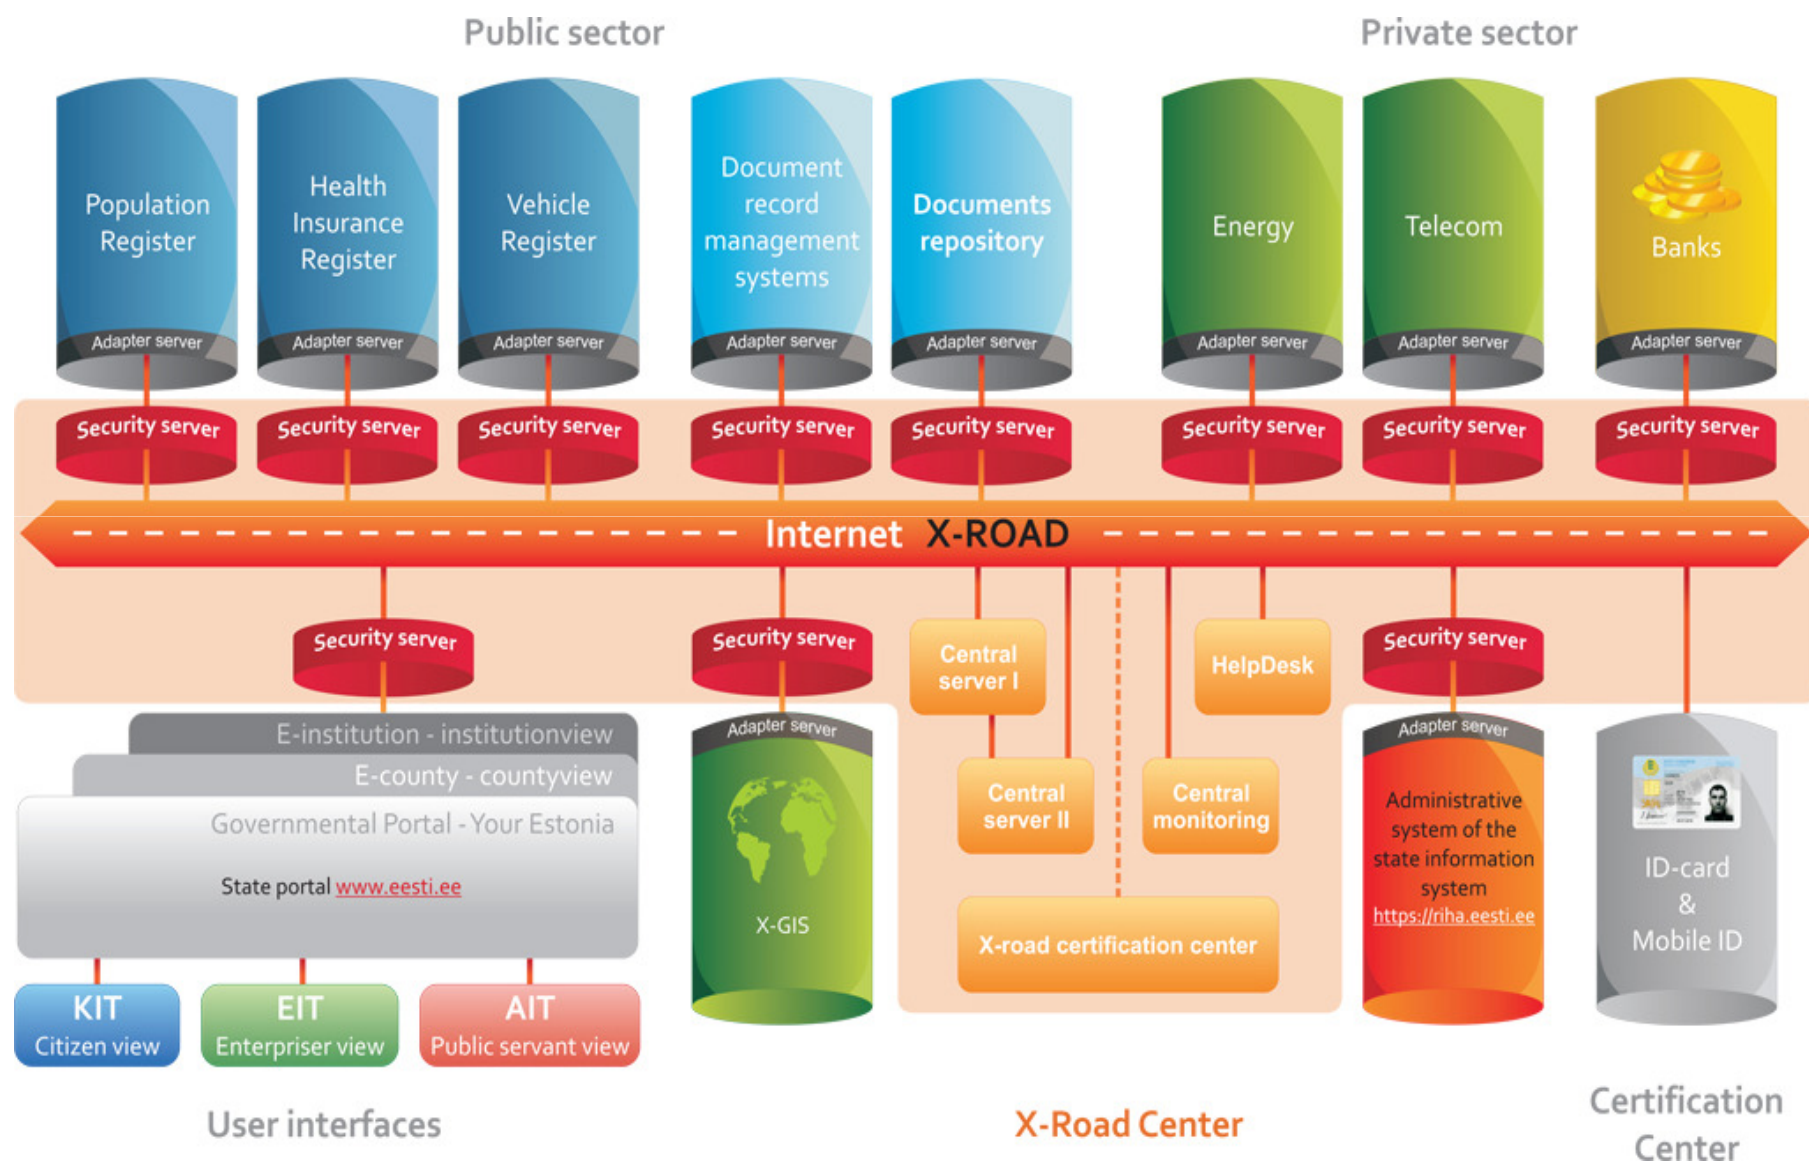 Public sector
Private sector
Population
Register
Health
Insurance
Register
Vehicle
Register
Document
record
management
systems
Documents
repository
Energy
Telecom
Banks
Adapter server
Adapter server
Adapter server
Adapter server
Adapter server
Adapter server
Adapter server
Adapter server
Security server
Security server
Security server
Security server
Security server
Security server
Security server
Security server
Internet X-ROAD
Security server
Security server
Central
server I
HelpDesk
Security server
E-institution - institutionview
E-county - countyview
Governmental Portal - Your Estonia
State portal www.eesti.ee
Adapter server
X-GIS
Central
server II
Central
monitoring
X-road certification center
Adapter server
Administrative
system of the
state information
system
https://riha.eesti.ee
ID-card
&
Mobile ID
KIT
Citizen view
EIT
Enterpriser view
AIT
Public servant view
User interfaces
X-Road Center
Certification
Center